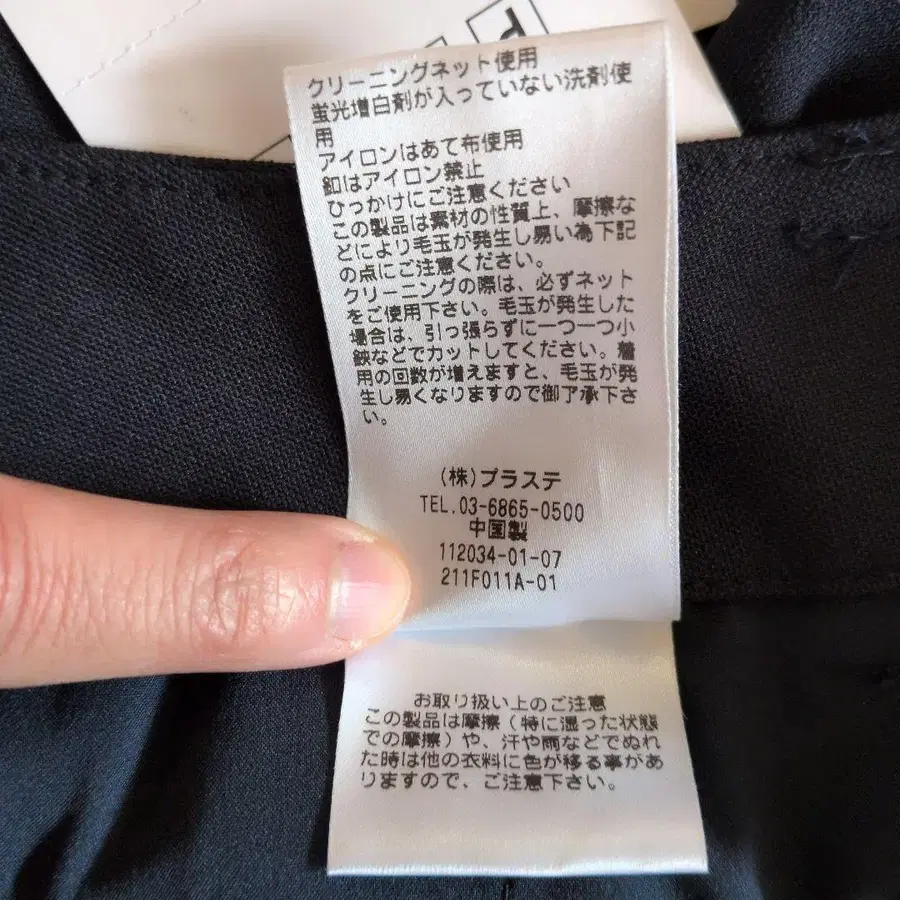 P
クリーニングネット使用
蛍光増白剤が入っていない洗剤使
用
アイロンはあて布使用
釦はアイロン禁止
ひっかけにご注意ください
この製品は素材の性質上、摩擦な
どにより毛玉が発生し易い為下記
の点にご注意ください。
クリーニングの際は、必ずネット
をご使用下さい。毛玉が発生した
場合は、引っ張らずに一つ一つ小
鋏などでカットしてください。着
用の回数が増えますと、毛玉が発
生し易くなりますので御了承下さ
い。
(株)プラステ
TEL.03-6865-0500
中国製
112034-01-07
211F011A-01
お取り扱い上のご注意
この製品は摩擦(特に湿った状態
での摩擦)や、汗や雨などでぬれ
た時は他の衣料に色が移る事があ
りますので、ご注意下さい。